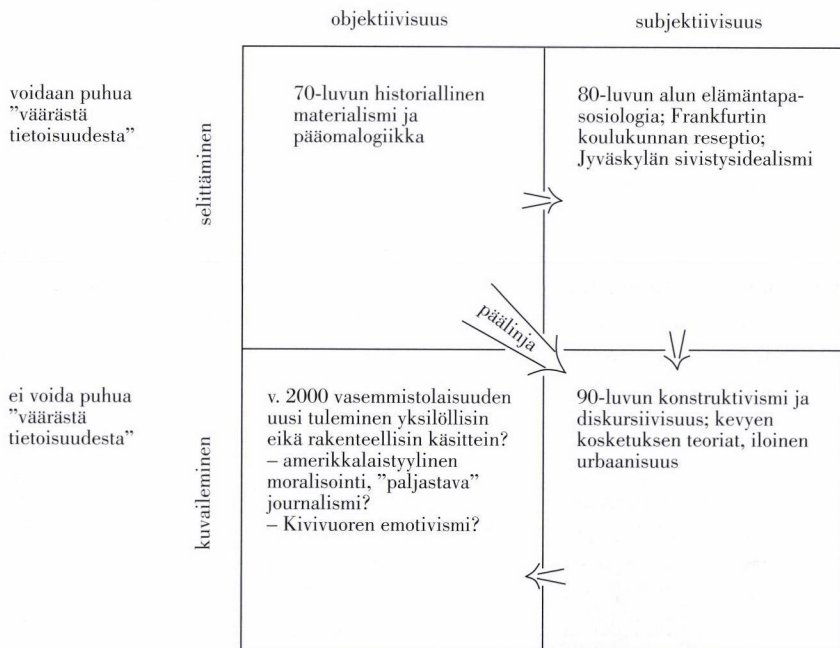 objektiivisuus
subjektiivisuus
voidaan puhua
"väärästä
tietoisuudesta"
selittäminen
70-luvun historiallinen
materialismi ja
pääomalogiikka
80-luvun alun elämäntapa-
sosiologia; Frankfurtin
koulukunnan reseptio;
Jyväskylän sivistysidealismi
päälinja
ei voida puhua
"väärästä
tietoisuudesta"
kuvaileminen
v. 2000 vasemmistolaisuuden
uusi tuleminen yksilöllisin
eikä rakenteellisin käsittein?
– amerikkalaistyylinen
moralisointi, "paljastava"
journalismi?
– Kivivuoren emotivismi?
90-luvun konstruktivismi ja
diskursiivisuus; kevyen
kosketuksen teoriat, iloinen
urbaanisuus